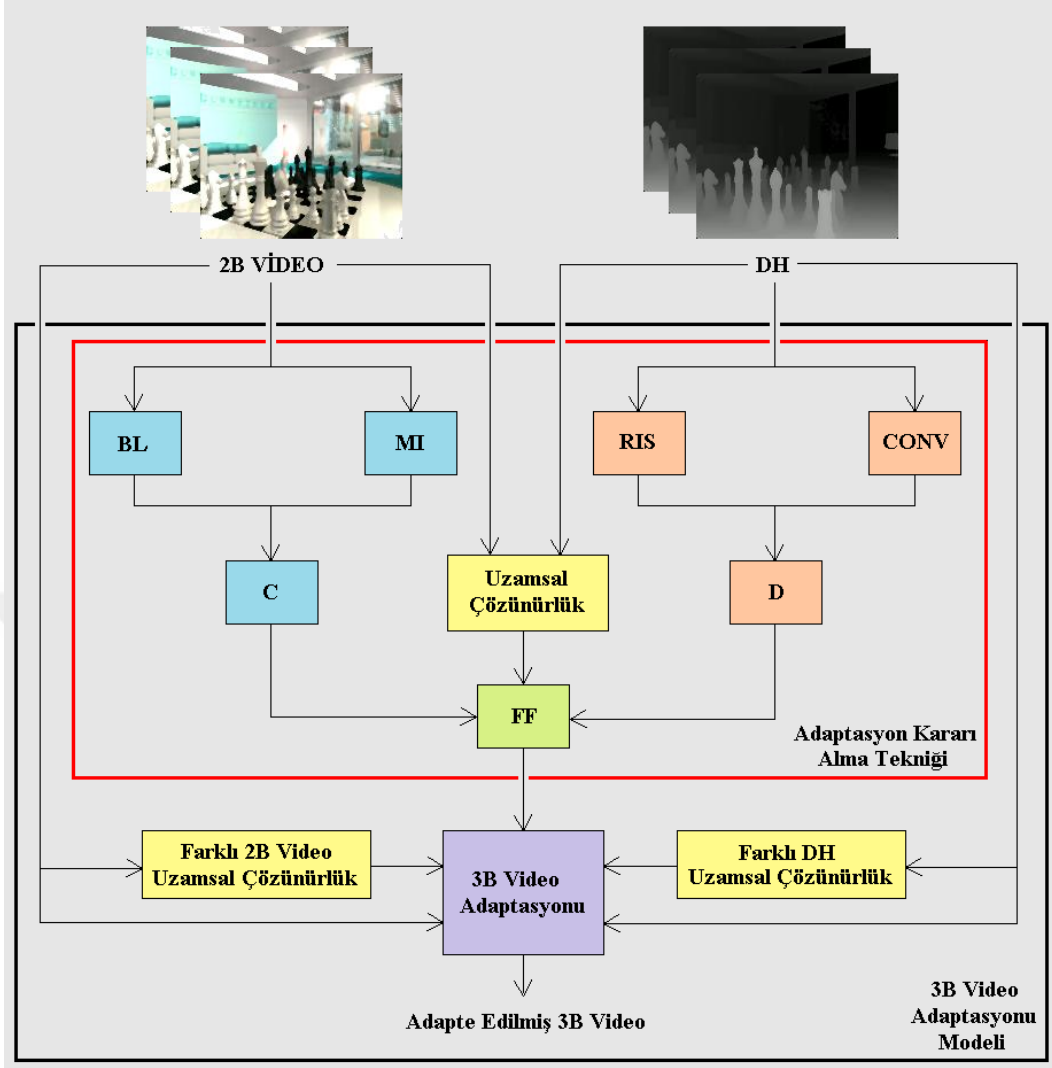 2B VİDEO
DH
BL
MI
RIS
CONV
C
Uzamsal
Çözünürlük
D
FF
Adaptasyon Kararı
Alma Tekniği
Farklı 2B Video
Uzamsal Çözünürlük
3B Video
Adaptasyonu
Farklı DH
Uzamsal Çözünürlük
Adapte Edilmiş 3B Video
3B Video
Adaptasyonu
Modeli